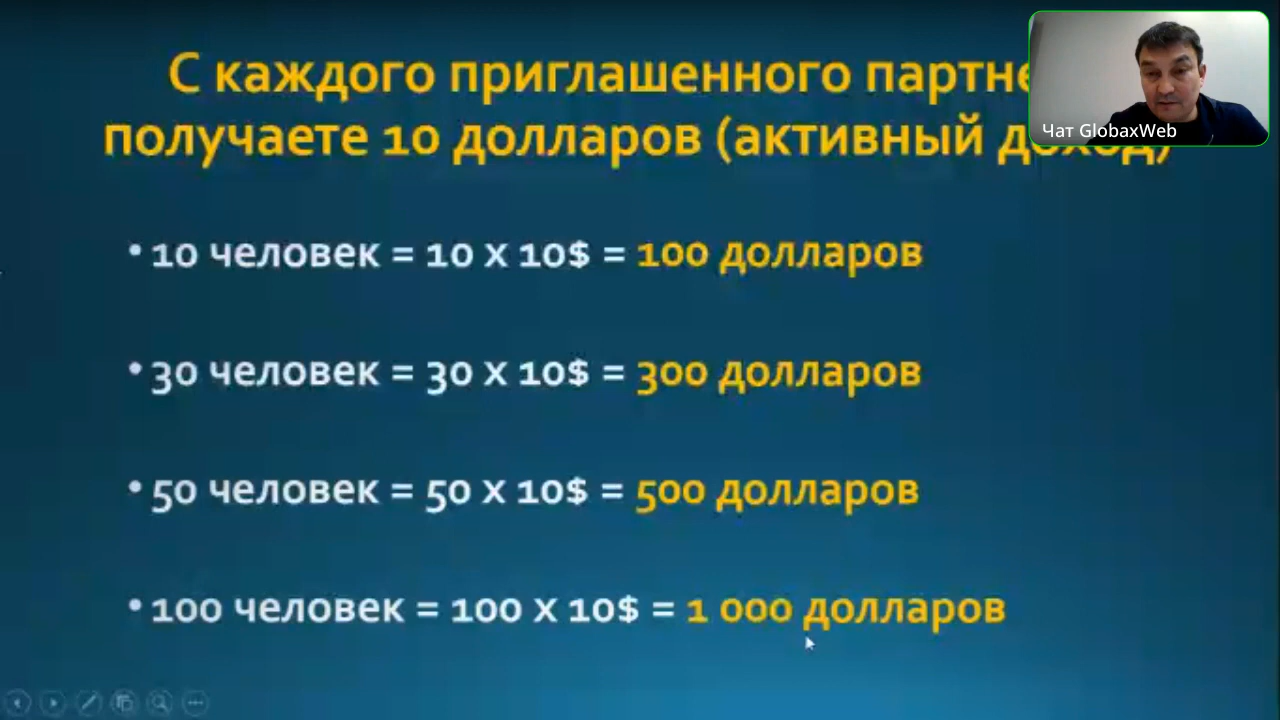 С каждого приглашенного
получаете 10 долларов (активный доход)
Чат GlobaxWeb
• 10 человек = 10 х 10$ = 100 долларов
• 30 человек = 30 х 10$ = 300 долларов
• 50 человек = 50 х 10$ = 500 долларов
• 100 человек = 100 х 10$ = 1 000 долларов